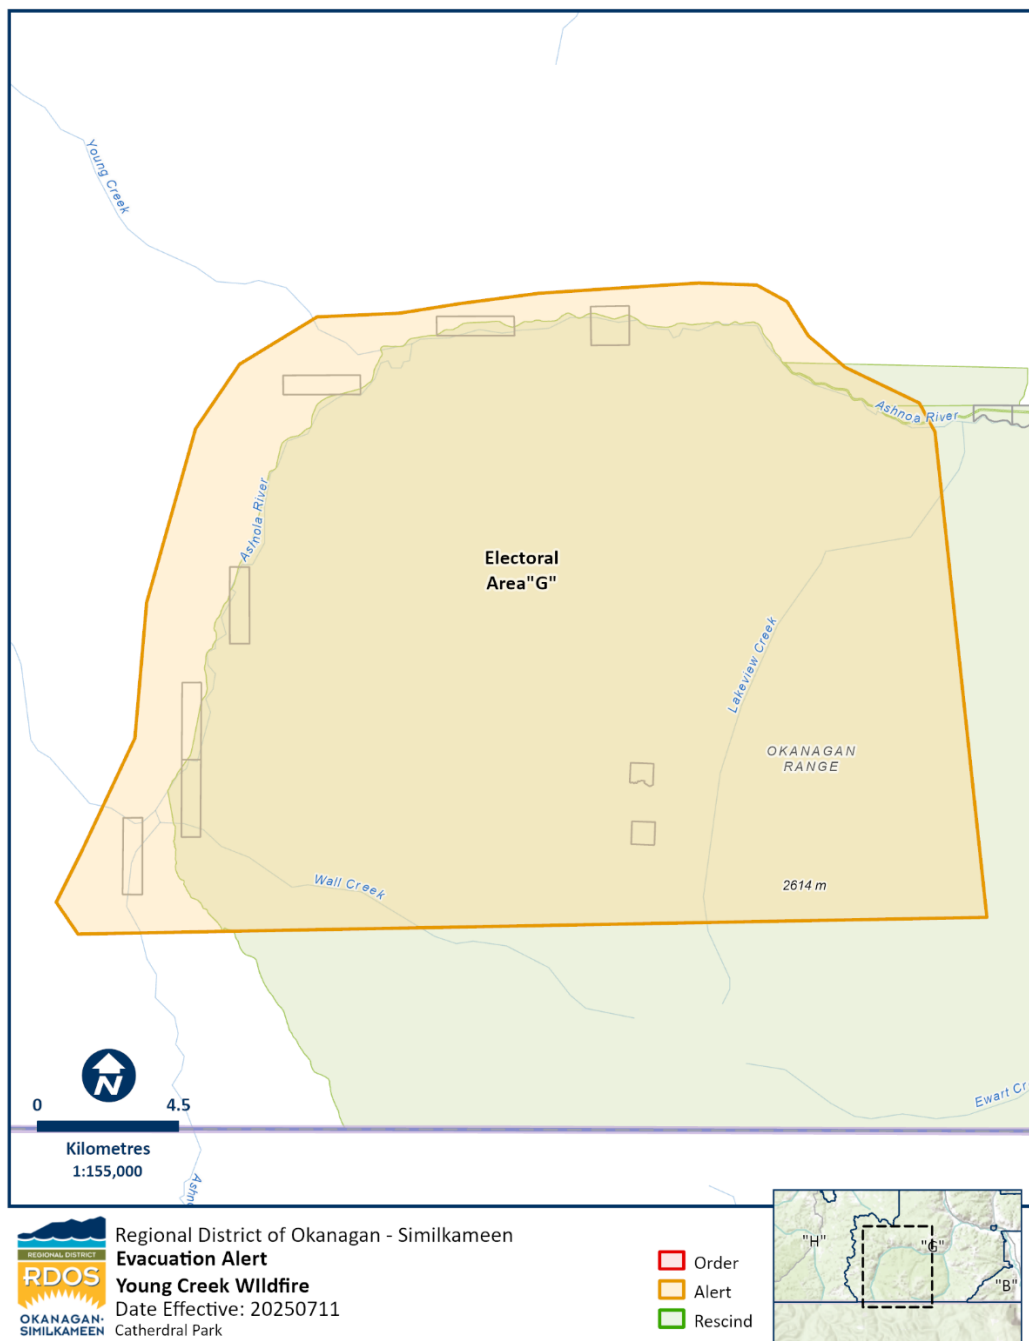 Young Creek
Ashnoa River
Ashnola River
Electoral
Area"G"
Lakeview Creek
OKANAGAN
RANGE
2614 m
Wall Creek
Ewart Cr
N
0 4.5
Kilometres
1:155,000
Ashno
REGIONAL DISTRICT
RDOS
OKANAGAN-
SIMILKAMEEN
Regional District of Okanagan - Similkameen
Evacuation Alert
Young Creek WIldfire
Date Effective: 20250711
Catherdral Park
Order
Alert
Rescind
"H"
"G"
"B"